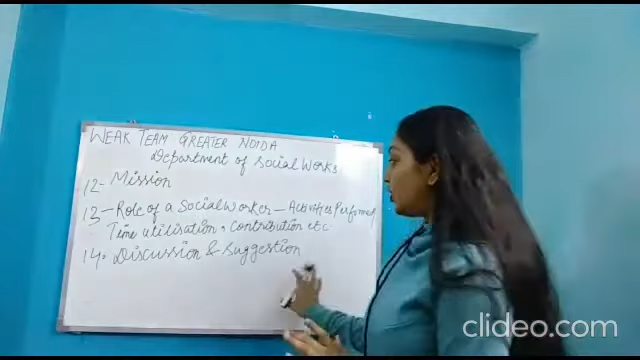 WEAK TEAM GREATER NOIDA
Department of Social Works
12- Mission
13- Role of a Social Worker - Activities Performed
Time utilisation, Contribution etc
14. Discussion & Suggestion
clideo.com